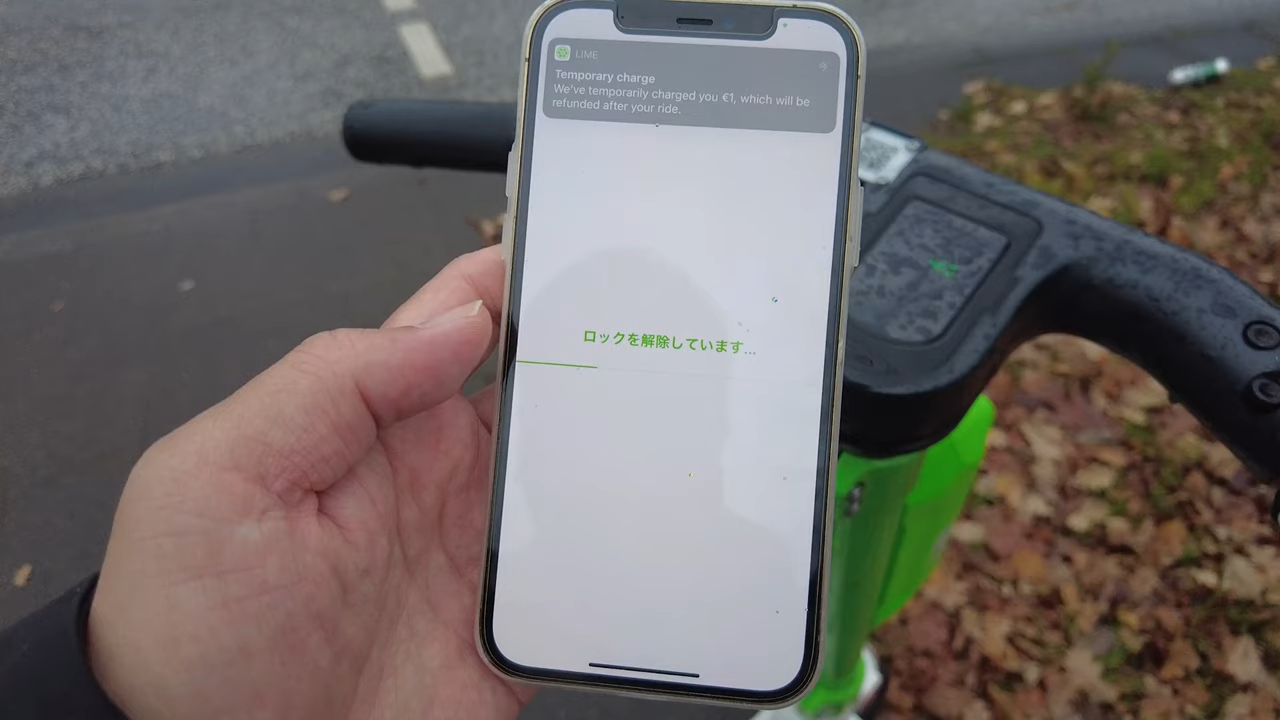 LIME
Temporary charge
We've temporarily charged you €1, which will be
refunded after your ride.
ロックを解除しています...